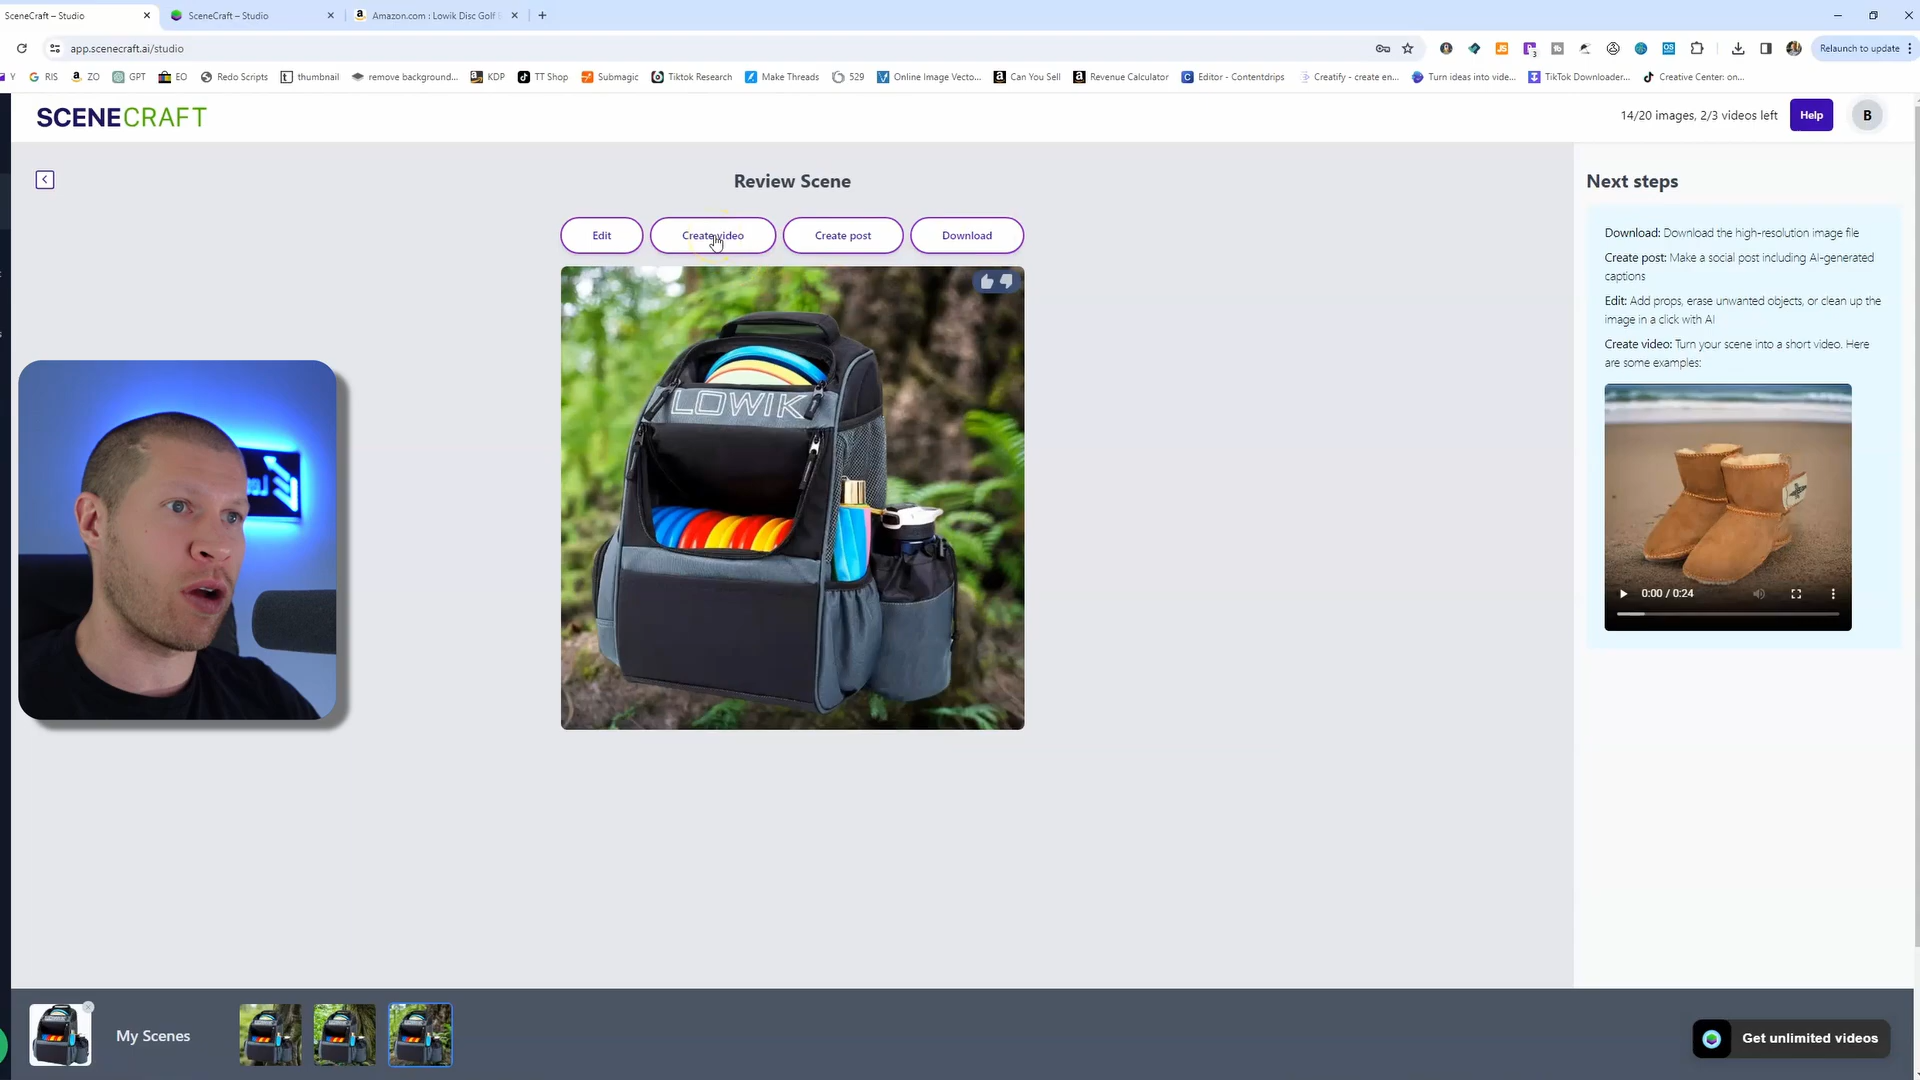 SceneCraft – Studio
SceneCraft – Studio
Amazon.com : Lowik Disc Golf
app.scenecraft.ai/studio
Relaunch to update
Y
RIS
ZO
GPT
EO
Redo Scripts
thumbnail
remove background...
KDP
TT Shop
Submagic
Tiktok Research
Make Threads
529
Online Image Vecto...
Can You Sell
Revenue Calculator
Editor - Contentdrips
Creatify - create en...
Turn ideas into vide...
TikTok Downloader...
Creative Center: on...
SCENECRAFT
14/20 images, 2/3 videos left
Help
B
Review Scene
Edit
Create video
Create post
Download
LOWIK
Next steps
Download: Download the high-resolution image file
Create post: Make a social post including AI-generated
captions
Edit: Add props, erase unwanted objects, or clean up the
image in a click with AI
Create video: Turn your scene into a short video. Here
are some examples:
0:00 / 0:24
My Scenes
Get unlimited videos